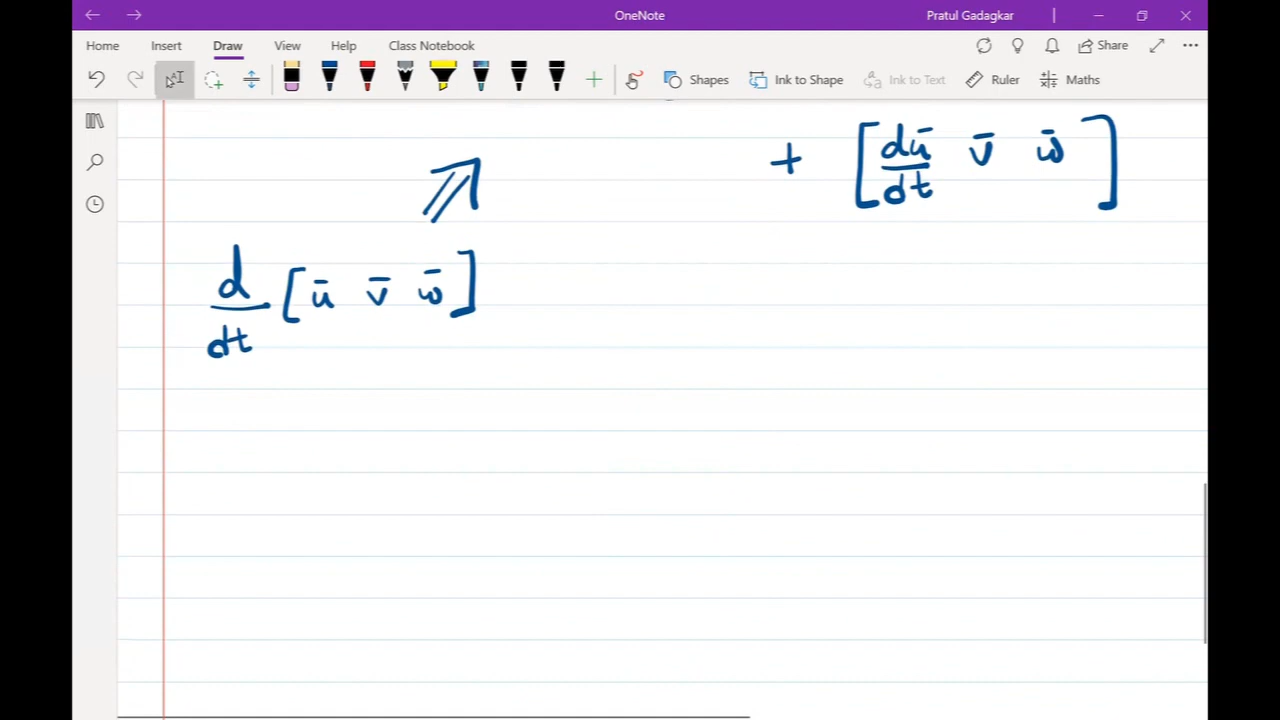 OneNote
Pratul Gadagkar
Home Insert Draw View Help Class Notebook
Share
Shapes Ink to Shape Ink to Text Ruler Maths
+ [dū/dt v̄ w̄]
d/dt [ū v̄ w̄]